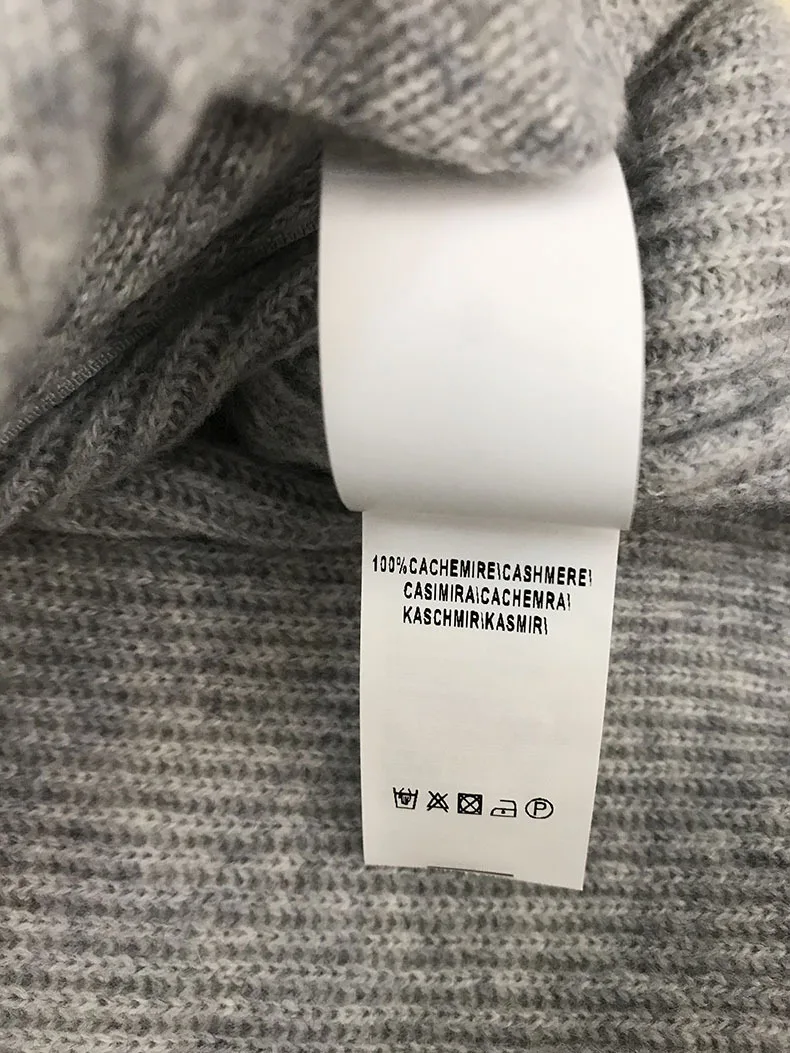 100%CACHEMIRE\CASHMERE\
CASIMIRA\CACHEMRA\
KASCHMIR\KASMIR\
P